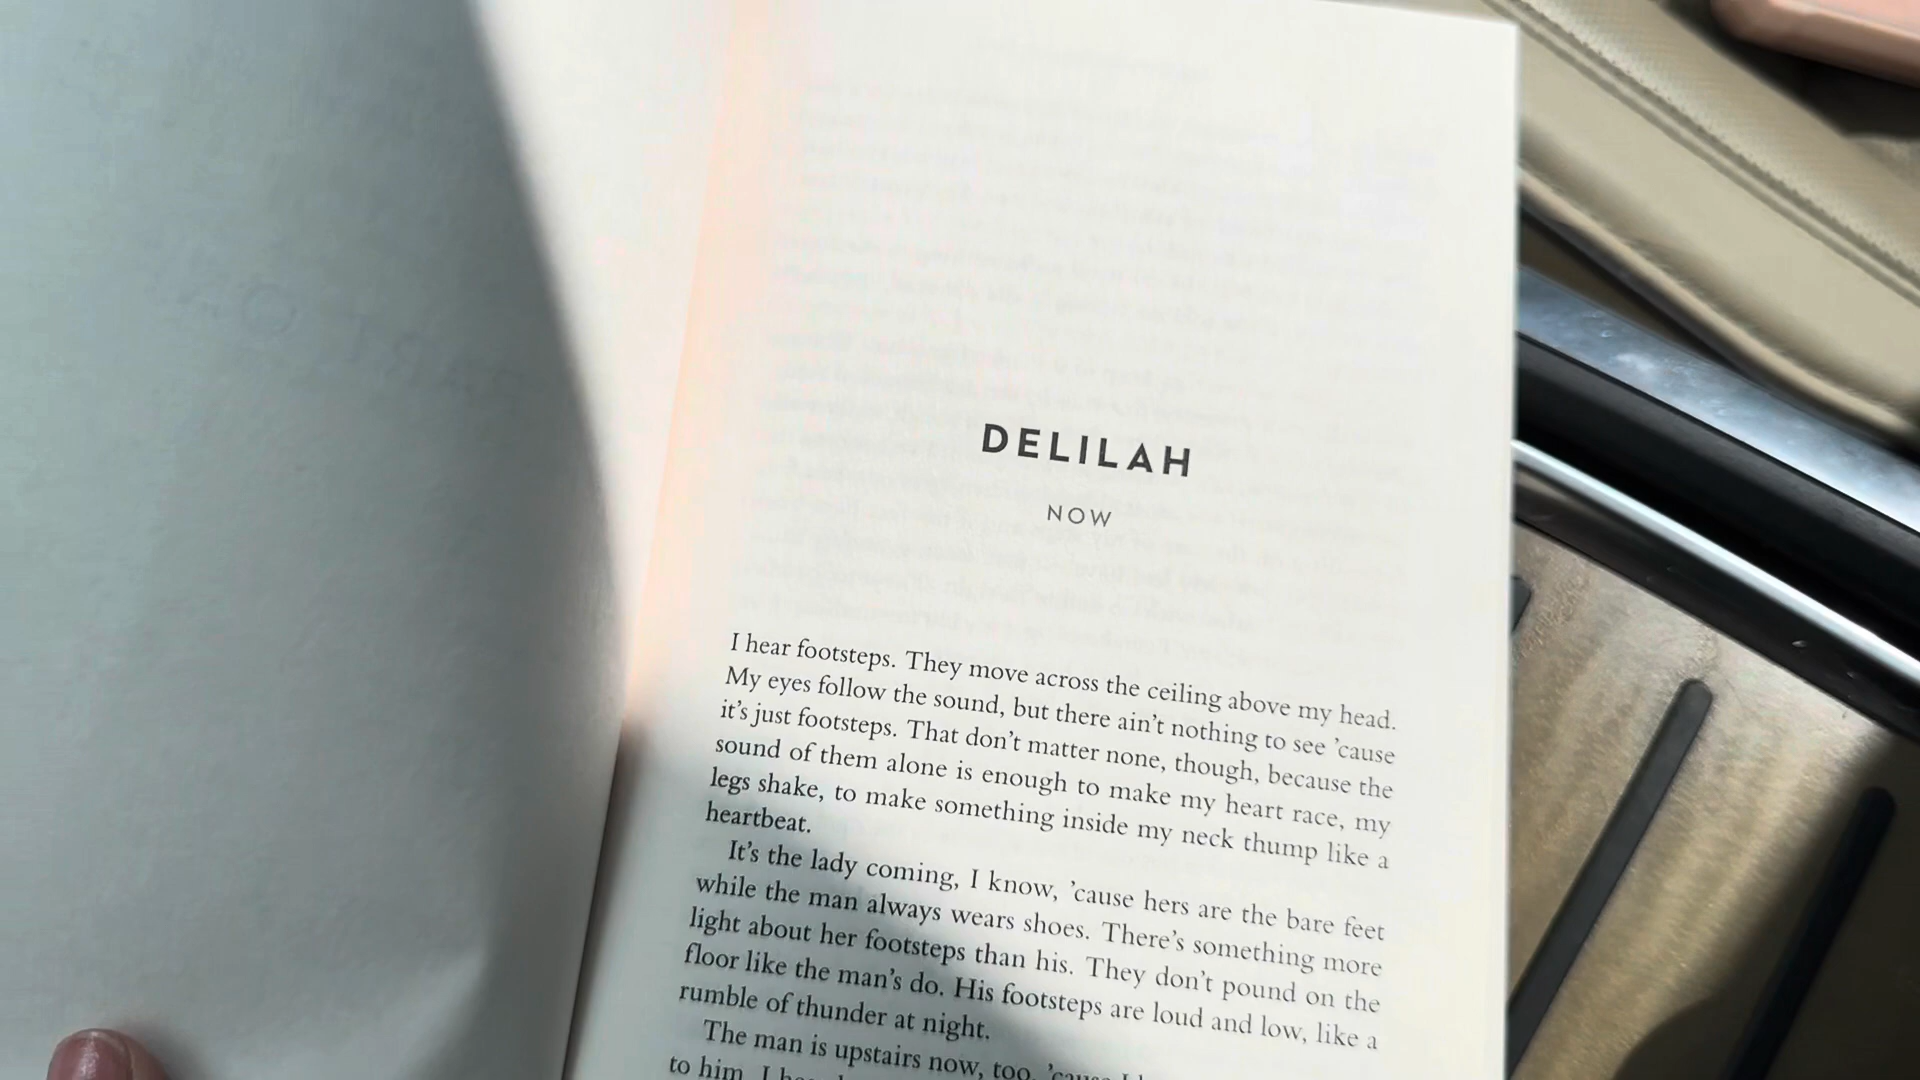 DELILAH
NOW
I hear footsteps. They move across the ceiling above my head.
My eyes follow the sound, but there ain’t nothing to see ’cause
it’s just footsteps. That don’t matter none, though, because the
sound of them alone is enough to make my heart race, my
legs shake, to make something inside my neck thump like a
heartbeat.
It’s the lady coming, I know, ’cause hers are the bare feet
while the man always wears shoes. There’s something more
light about her footsteps than his. They don’t pound on the
floor like the man’s do. His footsteps are loud and low, like a
rumble of thunder at night.
The man is upstairs now, too, ’cause I
to him. I